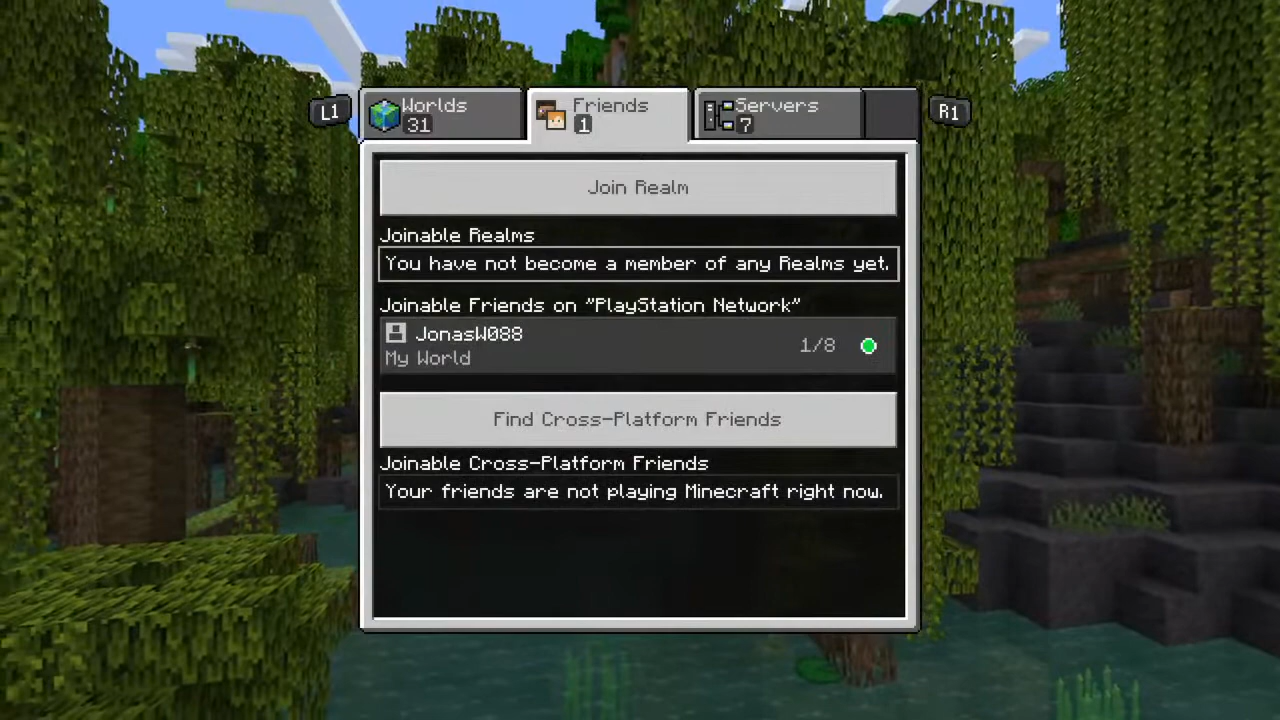 L1
Worlds
31
Friends
1
Servers
7
R1
Join Realm
Joinable Realms
You have not become a member of any Realms yet.
Joinable Friends on "PlayStation Network"
JonasW088
My World
1/8
Find Cross-Platform Friends
Joinable Cross-Platform Friends
Your friends are not playing Minecraft right now.